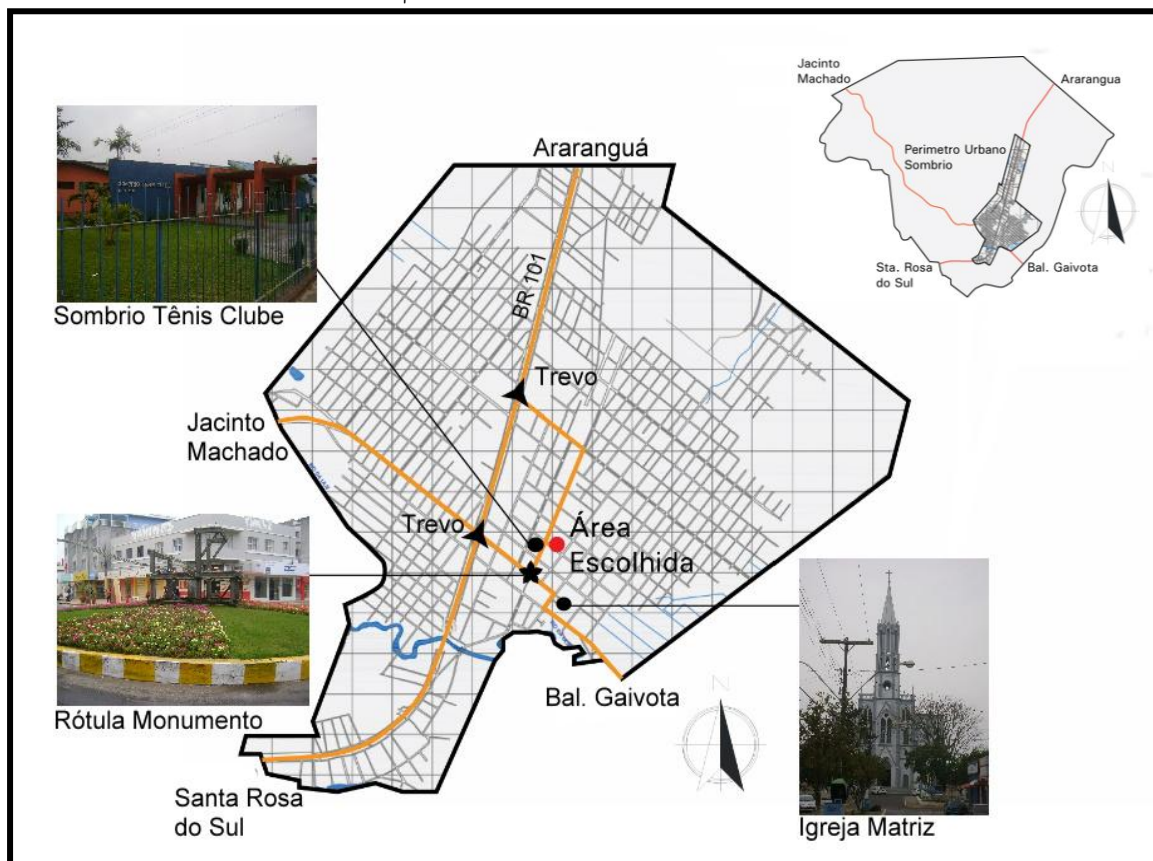 Jacinto
Machado
Ararangua
Perimetro Urbano
Sombrio
N
Sta. Rosa
do Sul
Bal. Gaivota
Sombrio Tênis Clube
Araranguá
BR 101
Trevo
Jacinto
Machado
Trevo
Área
Escolhida
Rótula Monumento
Bal. Gaivota
N
Santa Rosa
do Sul
Igreja Matriz